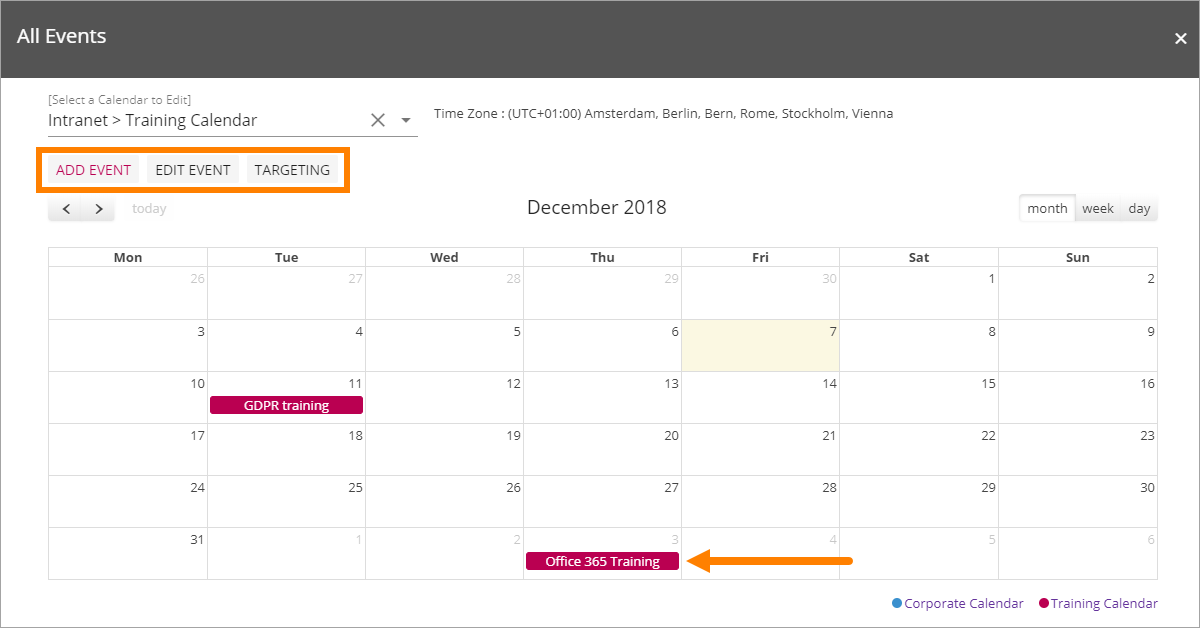 All Events
[Select a Calendar to Edit]
Intranet > Training Calendar
Time Zone : (UTC+01:00) Amsterdam, Berlin, Bern, Rome, Stockholm, Vienna
ADD EVENT EDIT EVENT TARGETING
today December 2018 month week day
Mon Tue Wed Thu Fri Sat Sun
26 27 28 29 30 1 2
3 4 5 6 7 8 9
10 11 12 13 14 15 16
GDPR training
17 18 19 20 21 22 23
24 25 26 27 28 29 30
31 1 2 3 4 5 6
Office 365 Training
Corporate Calendar Training Calendar